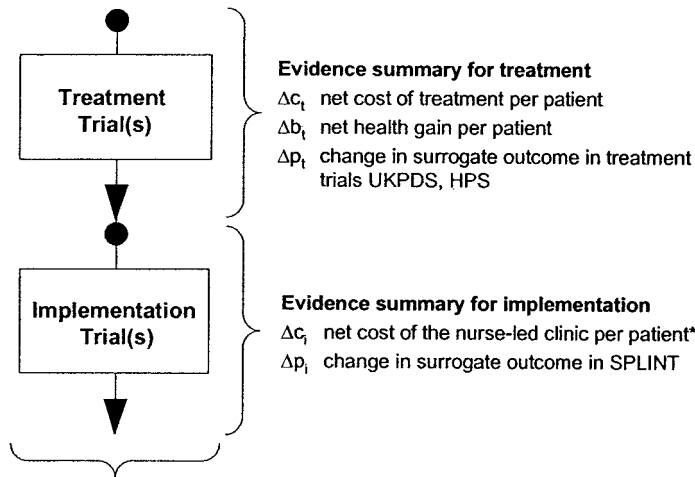 Treatment
Trial(s)
Evidence summary for treatment
Δct net cost of treatment per patient
Δbt net health gain per patient
Δpt change in surrogate outcome in treatment
trials UKPDS, HPS
Implementation
Trial(s)
Evidence summary for implementation
Δci net cost of the nurse-led clinic per patient*
Δpi change in surrogate outcome in SPLINT